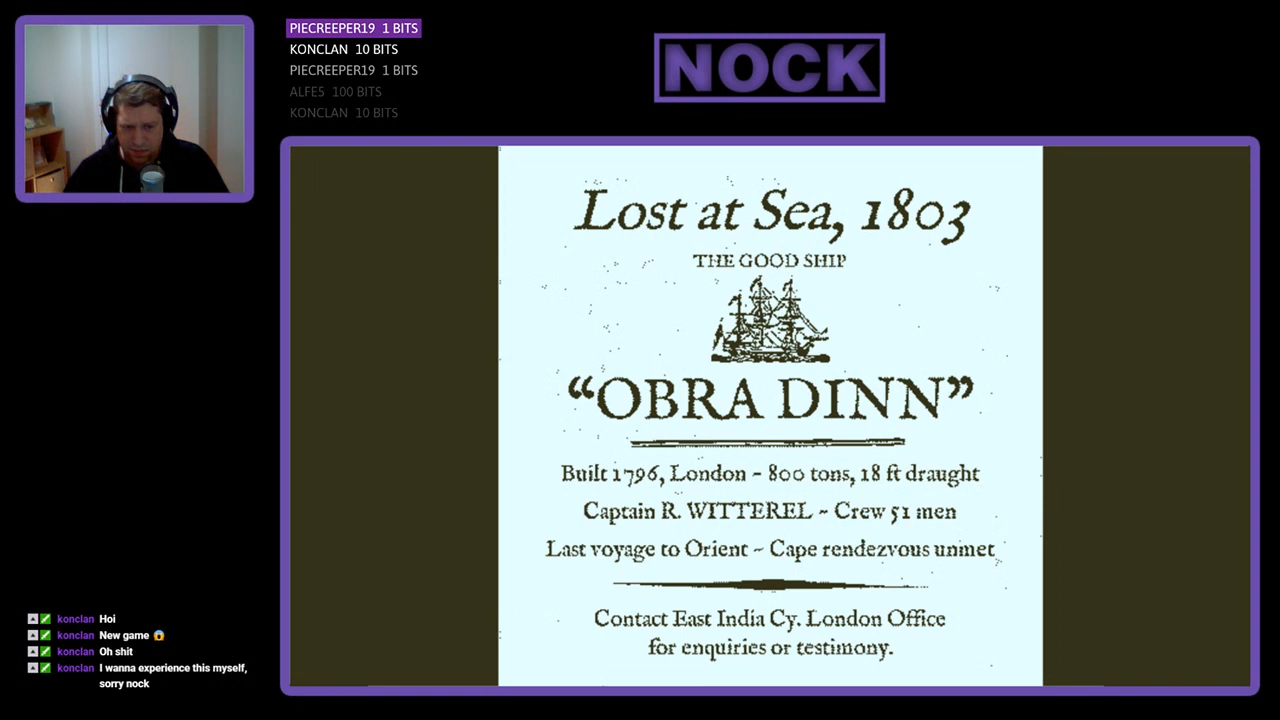 PIECREEPER19 1 BITS
KONCLAN 10 BITS
PIECREEPER19 1 BITS
ALFES 100 BITS
KONCLAN 10 BITS
NOCK
Lost at Sea, 1803
THE GOOD SHIP
“OBRA DINN”
Built 1796, London ~ 800 tons, 18 ft draught
Captain R. WITTEREL ~ Crew 51 men
Last voyage to Orient ~ Cape rendezvous unmet
Contact East India Cy. London Office
for enquiries or testimony.
konclan Hoi
konclan New game 😱
konclan Oh shit
konclan I wanna experience this myself,
sorry nock